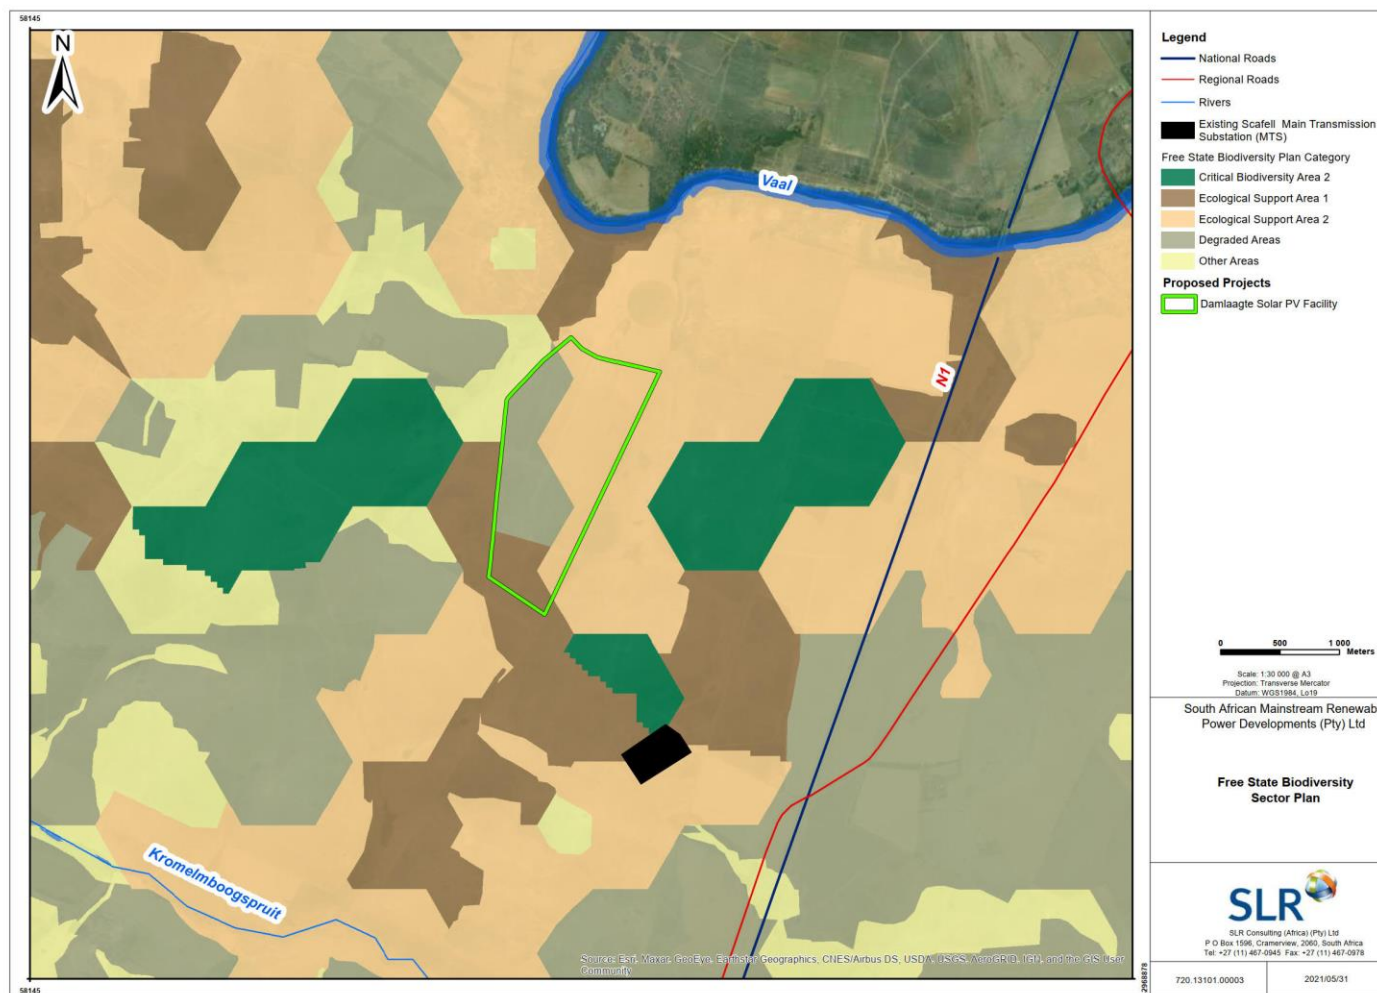 58145
N
Vaal
N1
Kromelmboogspruit
Source: Esri, Maxar, GeoEye, Earthstar Geographics, CNES/Airbus DS, USDA, USGS, AeroGRID, IGN, and the GIS User
Community
58145
2968878
Legend
National Roads
Regional Roads
Rivers
Existing Scafell Main Transmission
Substation (MTS)
Free State Biodiversity Plan Category
Critical Biodiversity Area 2
Ecological Support Area 1
Ecological Support Area 2
Degraded Areas
Other Areas
Proposed Projects
Damlaagte Solar PV Facility
0 500 1 000
Meters
Scale: 1:30 000 @ A3
Projection: Transverse Mercator
Datum: WGS1984, Lo19
South African Mainstream Renewab
Power Developments (Pty) Ltd
Free State Biodiversity
Sector Plan
SLR
SLR Consulting (Africa) (Pty) Ltd
P O Box 1596, Cramerview, 2060, South Africa
Tel: +27 (11) 467-0945 Fax: +27 (11) 467-0978
720.13101.00003
2021/05/31